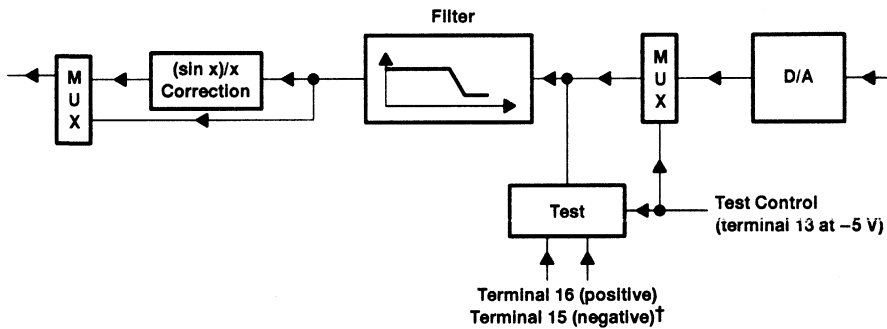 Filter
M
U
X
(sin x)/x
Correction
M
U
X
D/A
Test
Test Control
(terminal 13 at –5 V)
Terminal 16 (positive)
Terminal 15 (negative)†